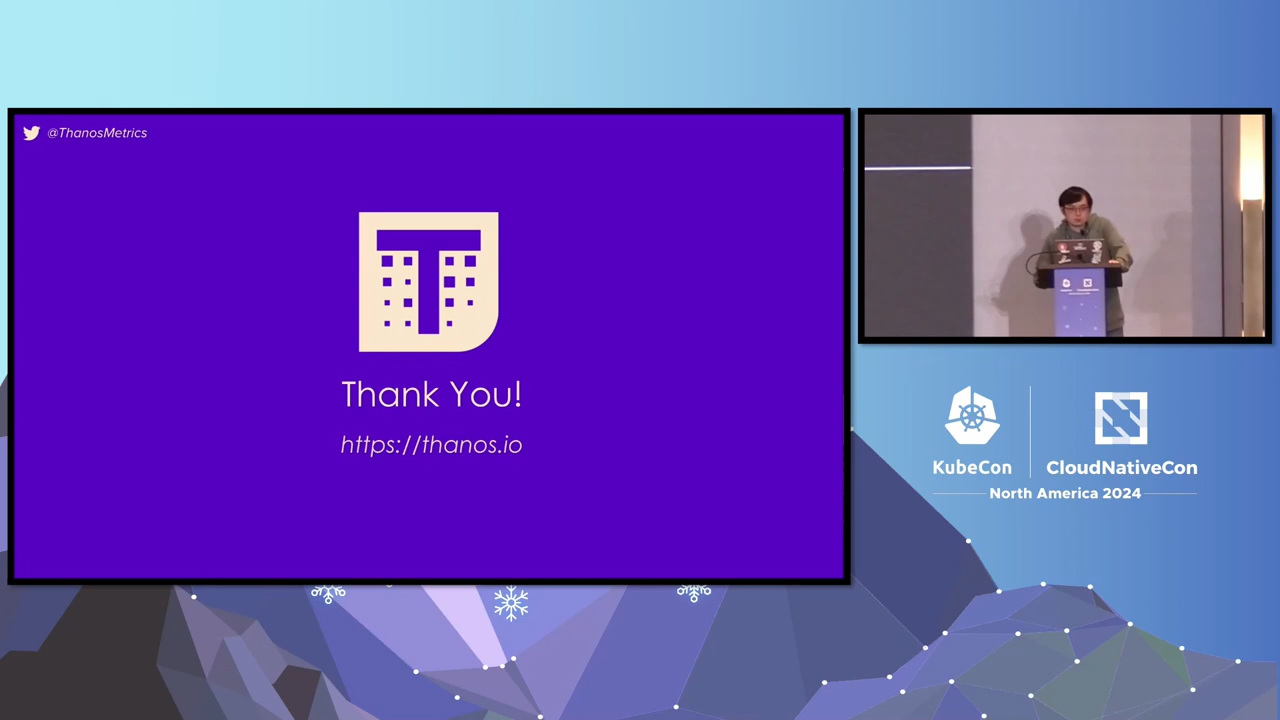 @ThanosMetrics
Thank You!
https://thanos.io
KubeCon
CloudNativeCon
North America 2024